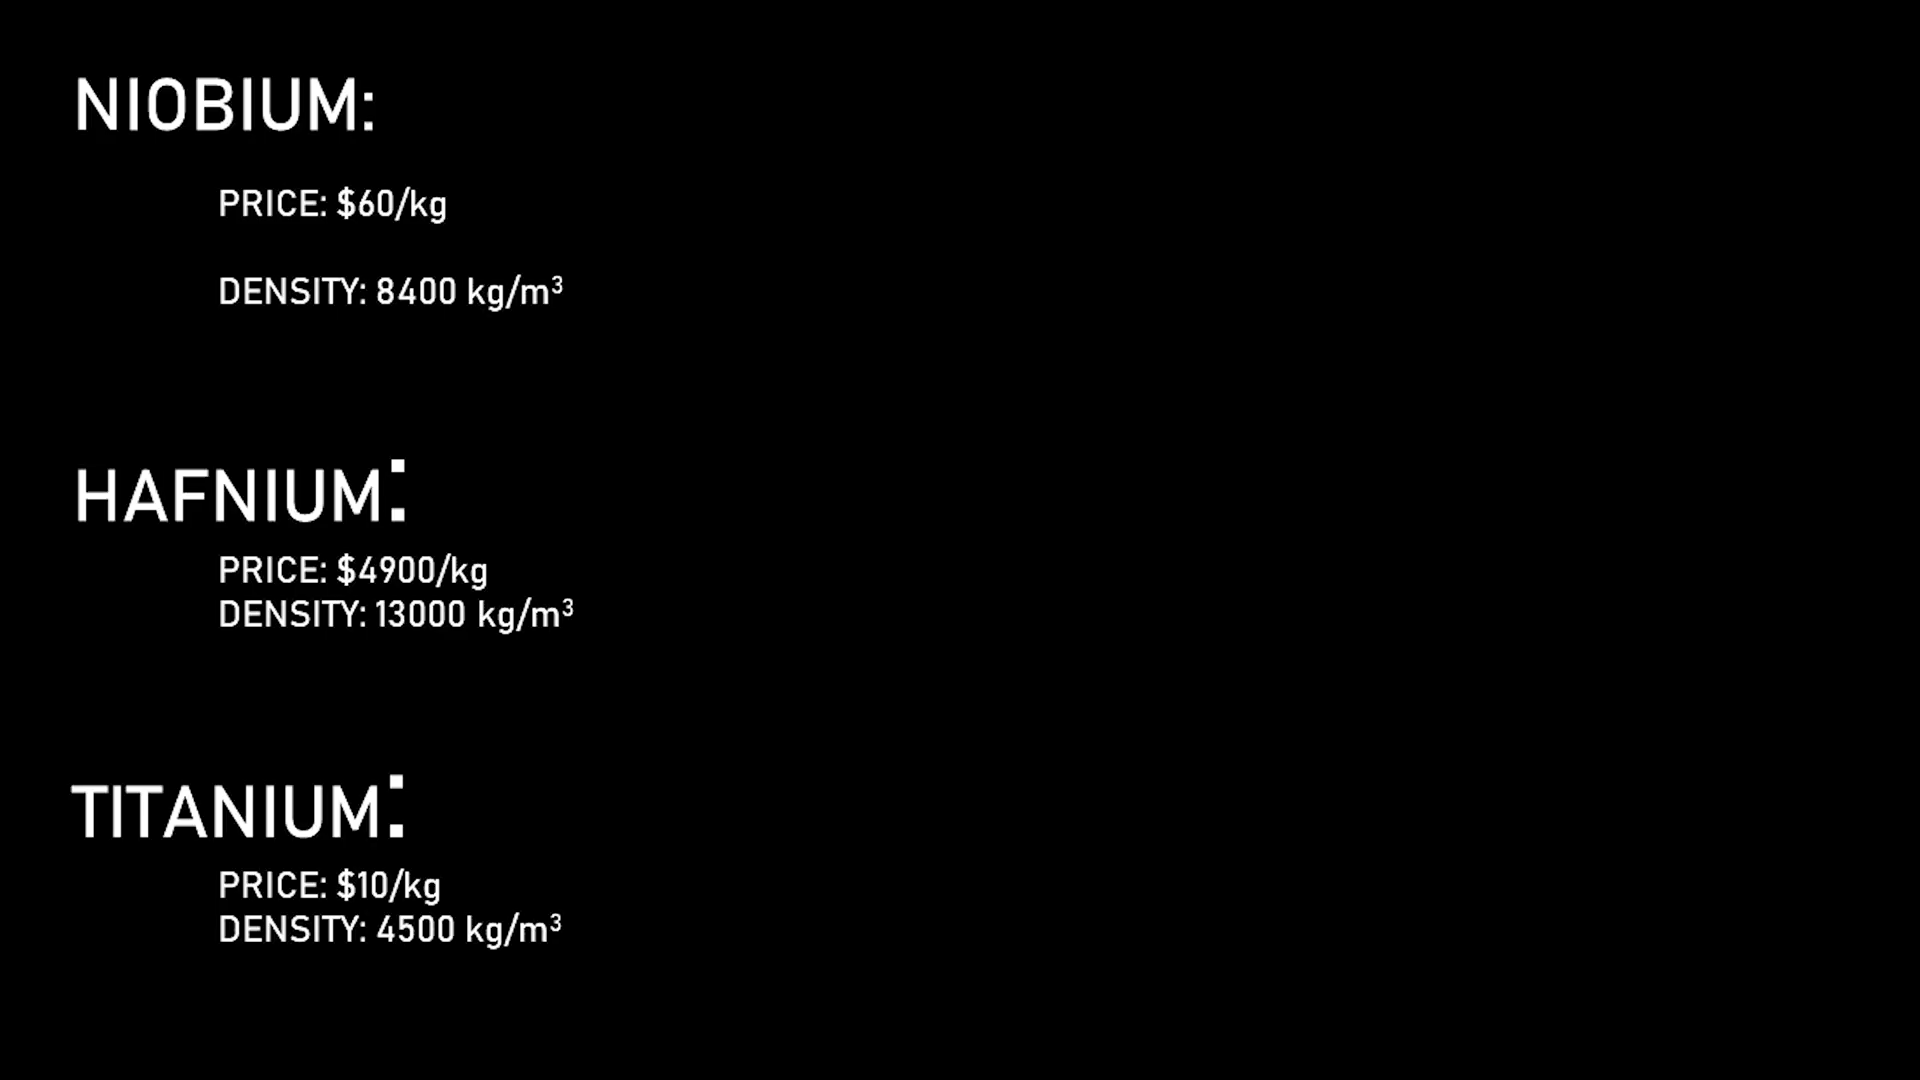 NIOBIUM:
PRICE: $60/kg
DENSITY: 8400 kg/m³
HAFNIUM:
PRICE: $4900/kg
DENSITY: 13000 kg/m³
TITANIUM:
PRICE: $10/kg
DENSITY: 4500 kg/m³